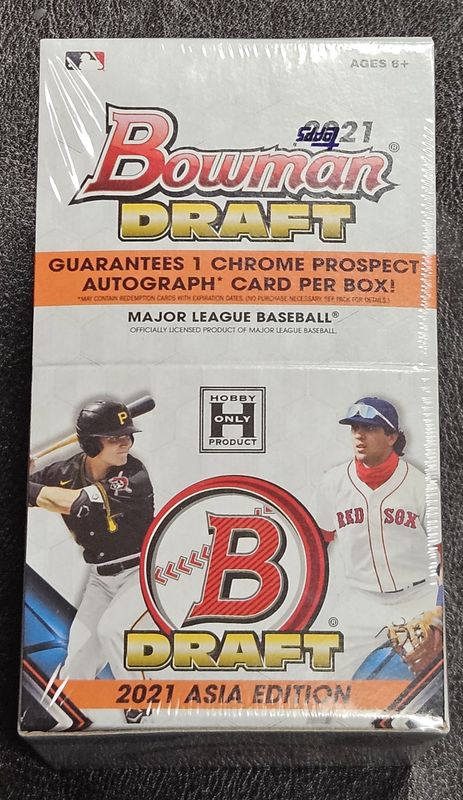 AGES 6+
2021
Topps
Bowman®
DRAFT
GUARANTEES 1 CHROME PROSPECT
AUTOGRAPH* CARD PER BOX!
*MAY CONTAIN REDEMPTION CARDS WITH EXPIRATION DATES. (NO PURCHASE NECESSARY. SEE PACK FOR DETAILS.)
MAJOR LEAGUE BASEBALL®
OFFICIALLY LICENSED PRODUCT OF MAJOR LEAGUE BASEBALL.
HOBBY
H
ONLY
PRODUCT
P
RED SOX
B
DRAFT®
2021 ASIA EDITION